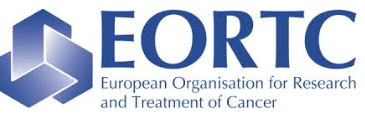 EORTC
European Organisation for Research
and Treatment of Cancer